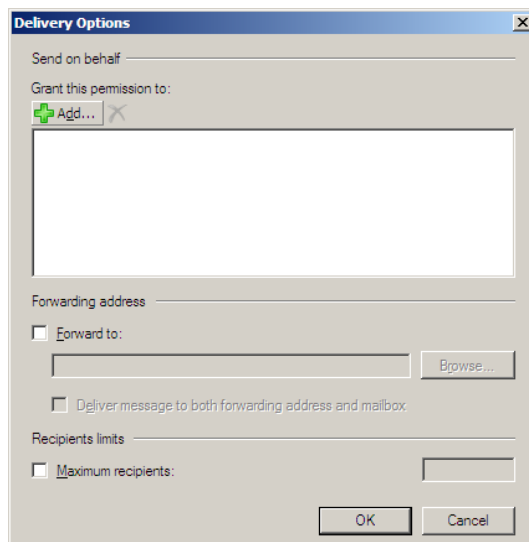 Delivery Options
Send on behalf
Grant this permission to:
Add...
Forwarding address
Forward to:
Browse...
Deliver message to both forwarding address and mailbox
Recipients limits
Maximum recipients:
OK Cancel